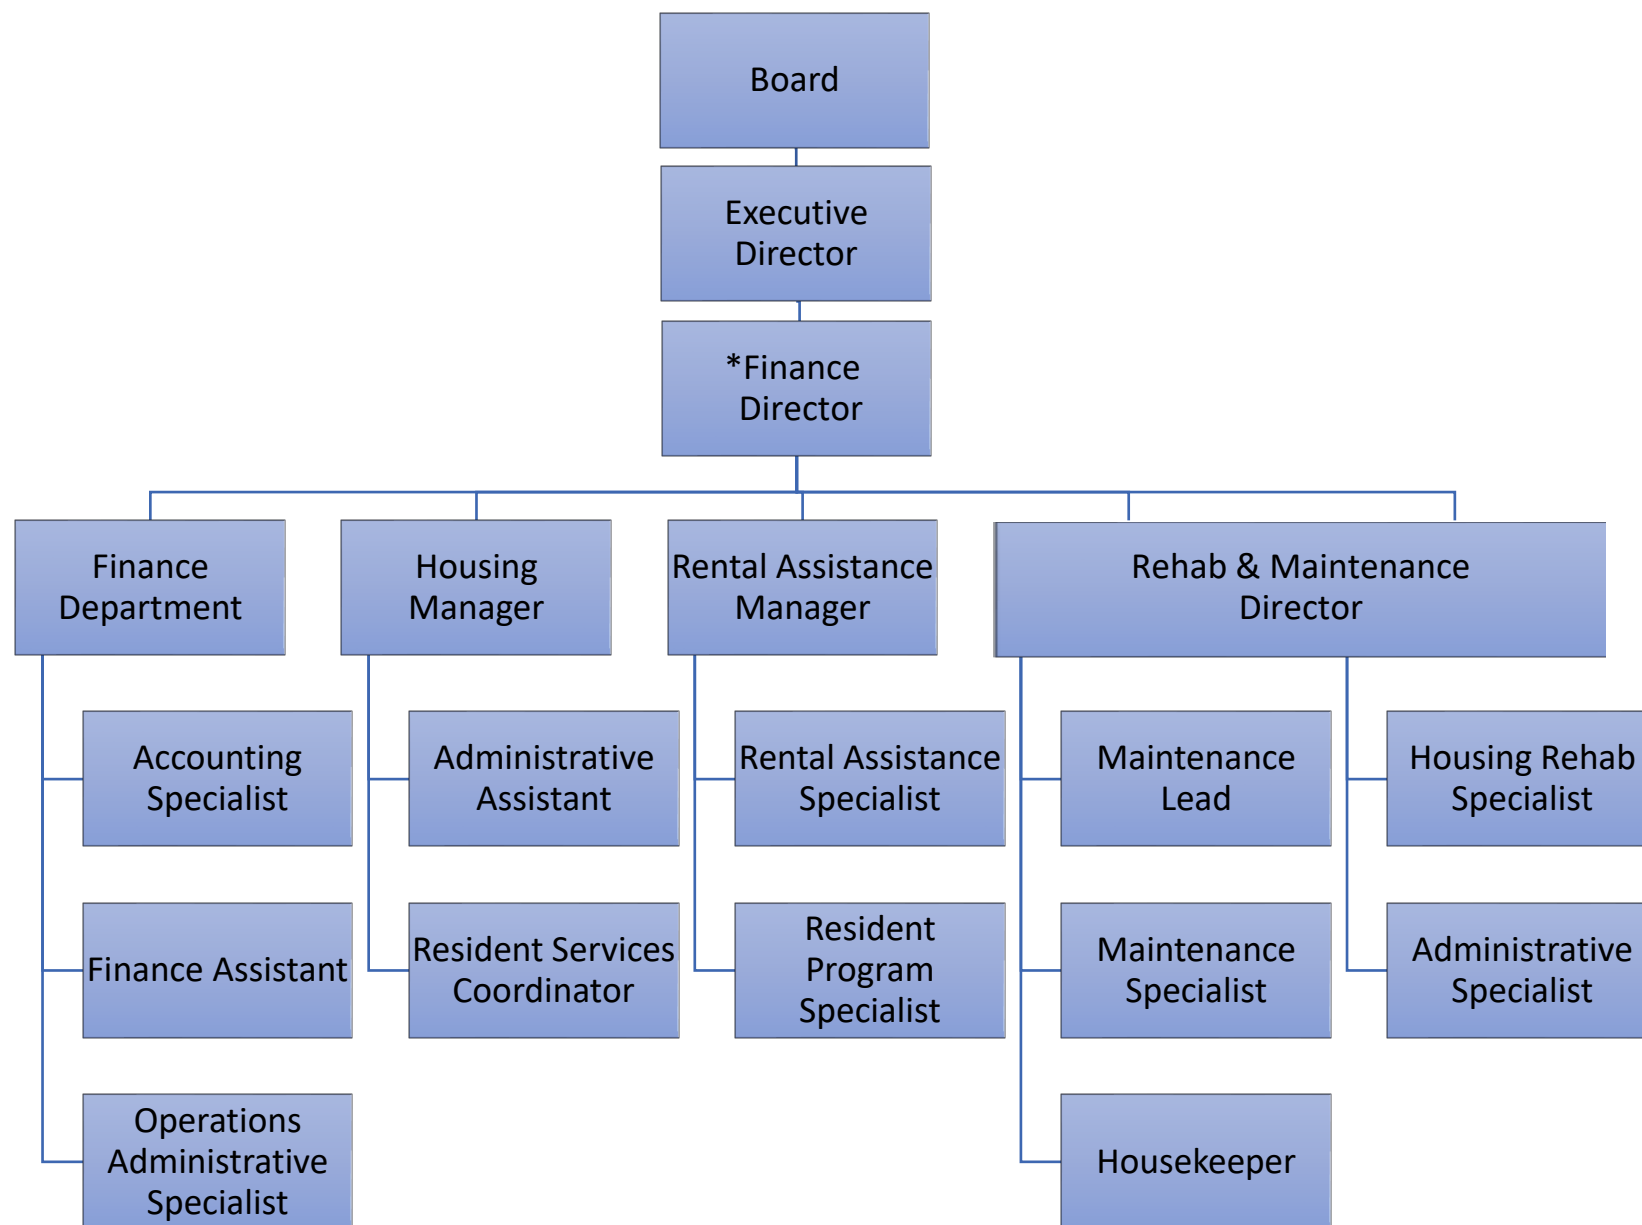 Board
Executive
Director
*Finance
Director
Finance
Department
Housing
Manager
Rental Assistance
Manager
Rehab & Maintenance
Director
Accounting
Specialist
Administrative
Assistant
Rental Assistance
Specialist
Maintenance
Lead
Housing Rehab
Specialist
Finance Assistant
Resident Services
Coordinator
Resident
Program
Specialist
Maintenance
Specialist
Administrative
Specialist
Operations
Administrative
Specialist
Housekeeper